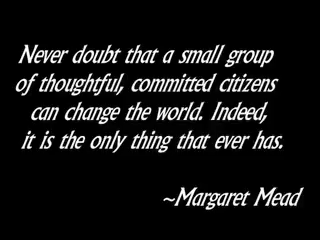 Never doubt that a small group
of thoughtful, committed citizens
can change the world. Indeed,
it is the only thing that ever has.
~Margaret Mead